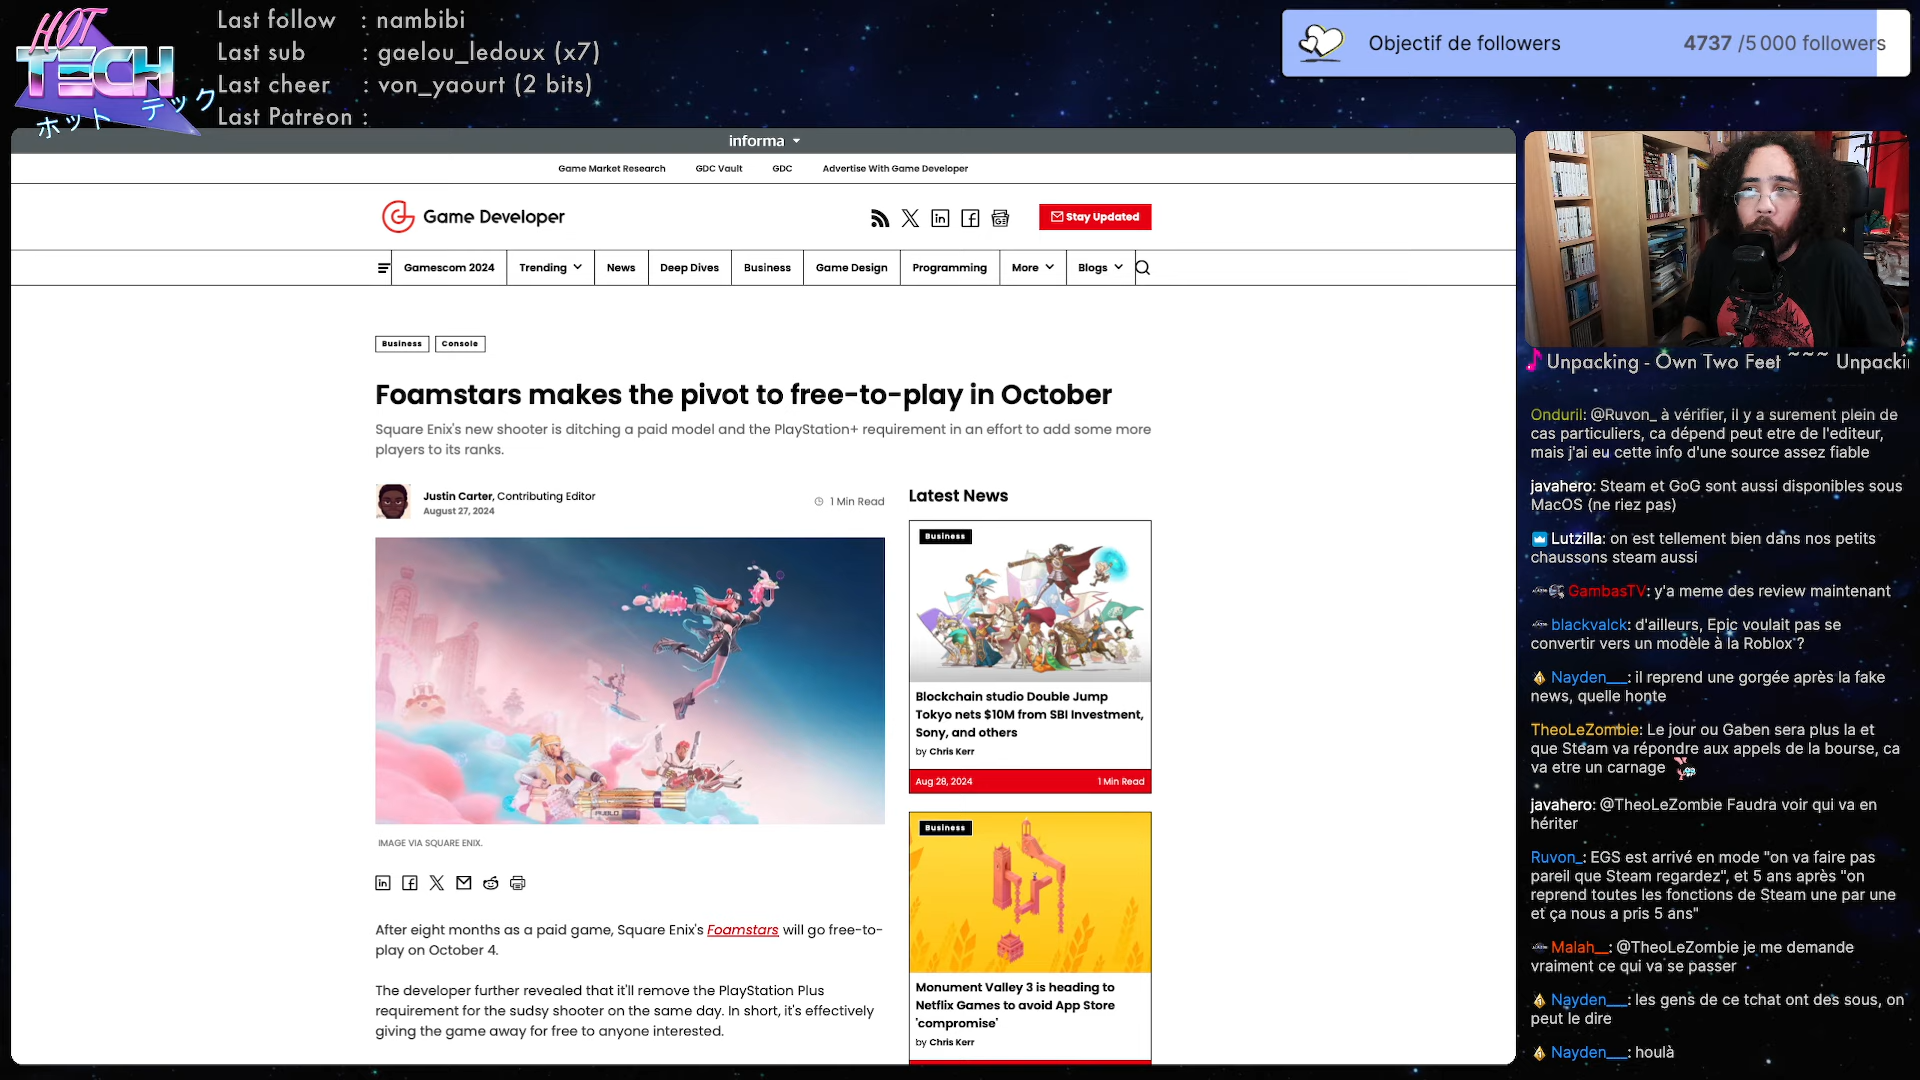 HOT
TECH
ホット テック
Last follow : nambibi
Last sub : gaelou_ledoux (x7)
Last cheer : von_yaourt (2 bits)
Last Patreon :
Objectif de followers
4737 /5 000 followers
informa
Game Market Research
GDC Vault
GDC
Advertise With Game Developer
Game Developer
Stay Updated
Gamescom 2024
Trending
News
Deep Dives
Business
Game Design
Programming
More
Blogs
Business
Console
Foamstars makes the pivot to free-to-play in October
Square Enix's new shooter is ditching a paid model and the PlayStation+ requirement in an effort to add some more
players to its ranks.
Justin Carter, Contributing Editor
August 27, 2024
1 Min Read
IMAGE VIA SQUARE ENIX.
After eight months as a paid game, Square Enix's Foamstars will go free-to-
play on October 4.
The developer further revealed that it'll remove the PlayStation Plus
requirement for the sudsy shooter on the same day. In short, it's effectively
giving the game away for free to anyone interested.
Latest News
Business
Blockchain studio Double Jump
Tokyo nets $10M from SBI Investment,
Sony, and others
by Chris Kerr
Aug 28, 2024
1 Min Read
Business
Monument Valley 3 is heading to
Netflix Games to avoid App Store
'compromise'
by Chris Kerr
Unpacking - Own Two Feet ~~~ Unpacki
Onduril: @Ruvon_ à vérifier, il y a surement plein de
cas particuliers, ca dépend peut etre de l'editeur,
mais j'ai eu cette info d'une source assez fiable
javahero: Steam et GoG sont aussi disponibles sous
MacOS (ne riez pas)
Lutzilla: on est tellement bien dans nos petits
chaussons steam aussi
GambasTV: y'a meme des review maintenant
blackvalck: d'ailleurs, Epic voulait pas se
convertir vers un modèle à la Roblox ?
Nayden___: il reprend une gorgée après la fake
news, quelle honte
TheoLeZombie: Le jour ou Gaben sera plus la et
que Steam va répondre aux appels de la bourse, ca
va etre un carnage
javahero: @TheoLeZombie Faudra voir qui va en
hériter
Ruvon_: EGS est arrivé en mode "on va faire pas
pareil que Steam regardez", et 5 ans après "on
reprend toutes les fonctions de Steam une par une
et ça nous a pris 5 ans"
Malah__: @TheoLeZombie je me demande
vraiment ce qui va se passer
Nayden___: les gens de ce tchat ont des sous, on
peut le dire
Nayden___: houlà